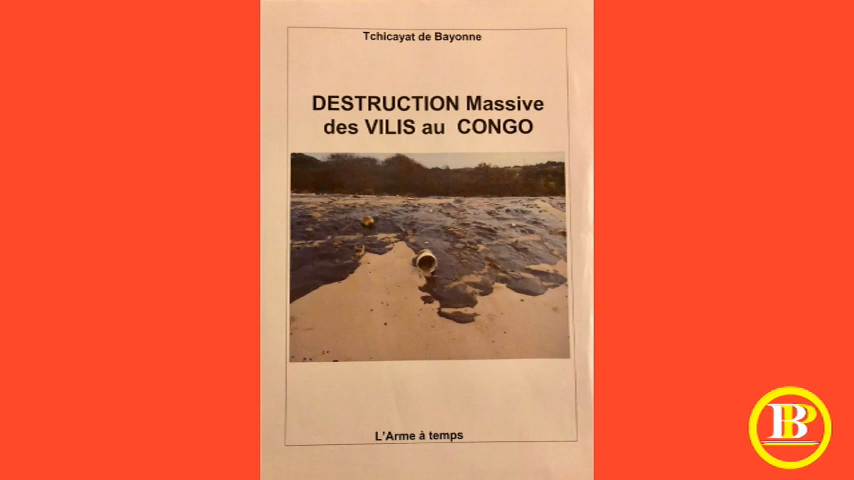 Tchicayat de Bayonne
DESTRUCTION Massive
des VILIS au CONGO
L'Arme à temps
BP